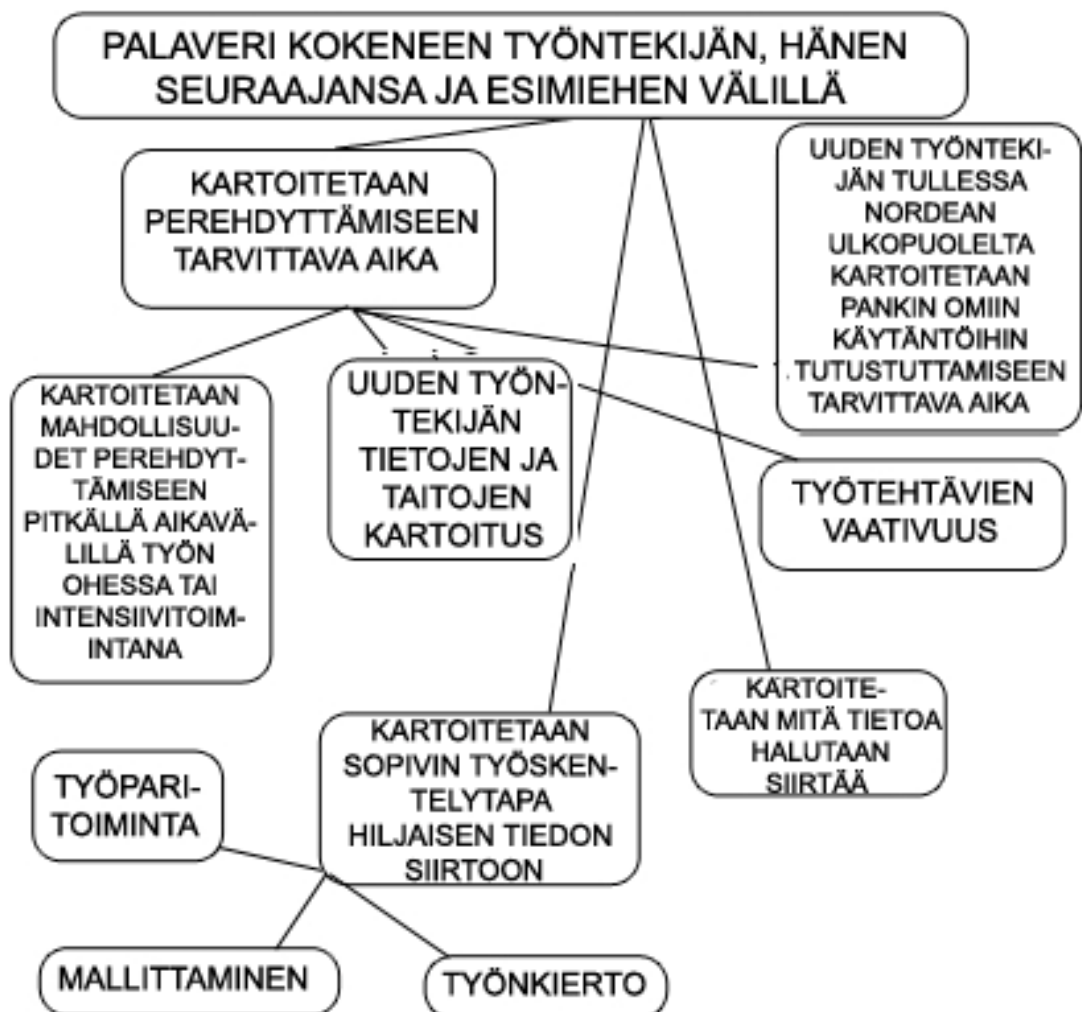 PALAVERI KOKENEEN TYÖNTEKIJÄN, HÄNEN
SEURAAJANSA JA ESIMIEHEN VÄLILLÄ
KARTOITETAAN
PEREHDYTTÄMISEEN
TARVITTAVA AIKA
UUDEN TYÖNTEKI-
JÄN TULLESSA
NORDEAN
ULKOPUOLELTA
KARTOITETAAN
PANKIN OMIIN
KÄYTÄNTÖIHIN
TUTUSTUTTAMISEEN
TARVITTAVA AIKA
KARTOITETAAN
MAHDOLLISUU-
DET PEREHDYT-
TÄMISEEN
PITKÄLLÄ AIKAVÄ-
LILLÄ TYÖN
OHESSA TAI
INTENSIIVITOIM-
INTANA
UUDEN TYÖN-
TEKIJÄN
TIETOJEN JA
TAITOJEN
KARTOITUS
TYÖTEHTÄVIEN
VAATIVUUS
KARTOITETAAN
SOPIVIN TYÖSKEN-
TELYTAPA
HILJAISEN TIEDON
SIIRTOON
KARTOITE-
TAAN MITÄ TIETOA
HALUTAAN
SIIRTÄÄ
TYÖPARI-
TOIMINTA
MALLITTAMINEN
TYÖNKIERTO